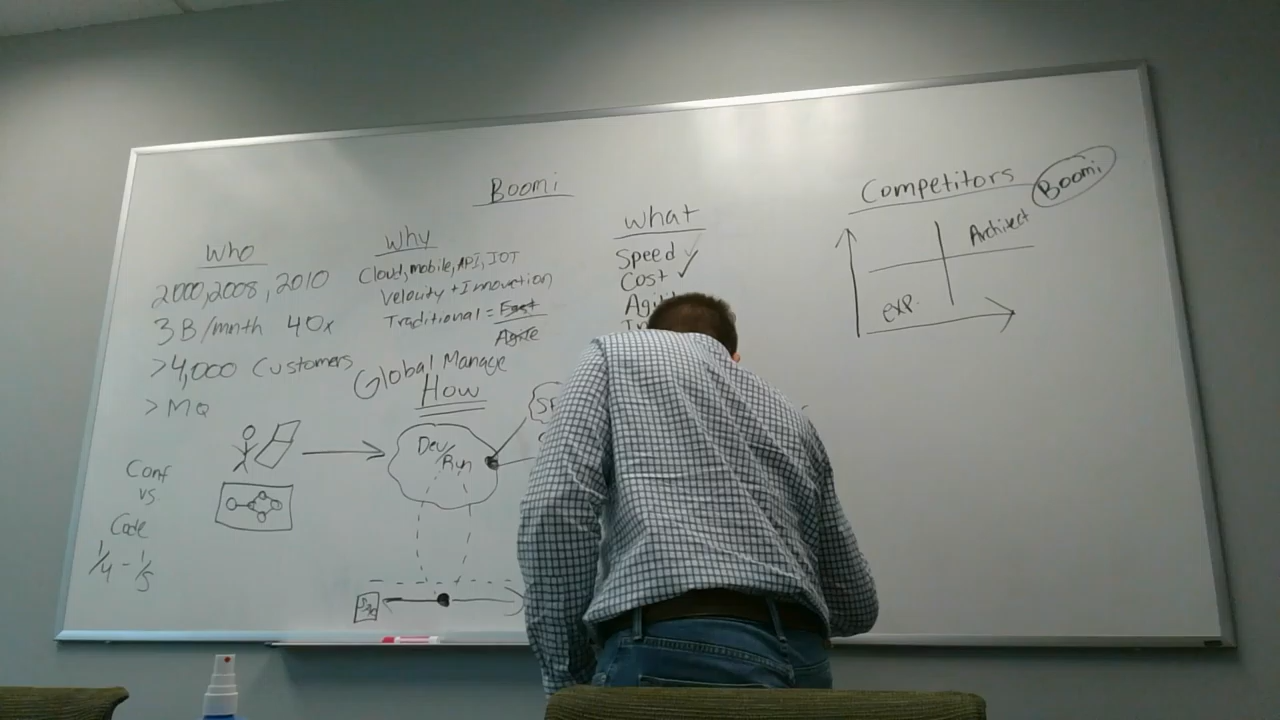 Boomi
Who
2000, 2008, 2010
3 B/mnth 40x
>4,000 Customers
>MQ
Why
Cloud, mobile, API, IOT
Velocity + Innovation
Traditional = Fast
Agile
What
Speed ✓
Cost ✓
Global Manage
How
Dev/
Run
Conf
vs
Code
1/4 - 1/5
Competitors
Boomi
Architect
exp.